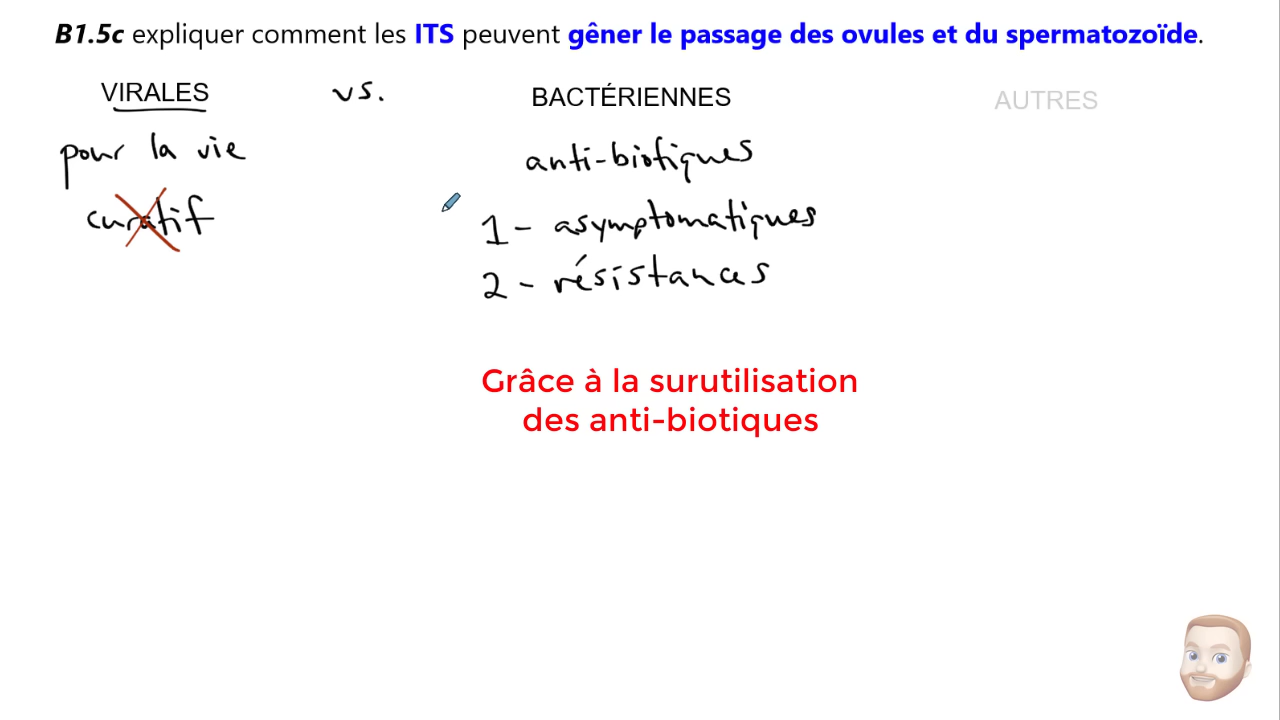 B1.5c expliquer comment les ITS peuvent gêner le passage des ovules et du spermatozoïde.
VIRALES vs. BACTÉRIENNES AUTRES
pour la vie
curatif
anti-biotiques
1- asymptomatiques
2- résistances
Grâce à la surutilisation
des anti-biotiques